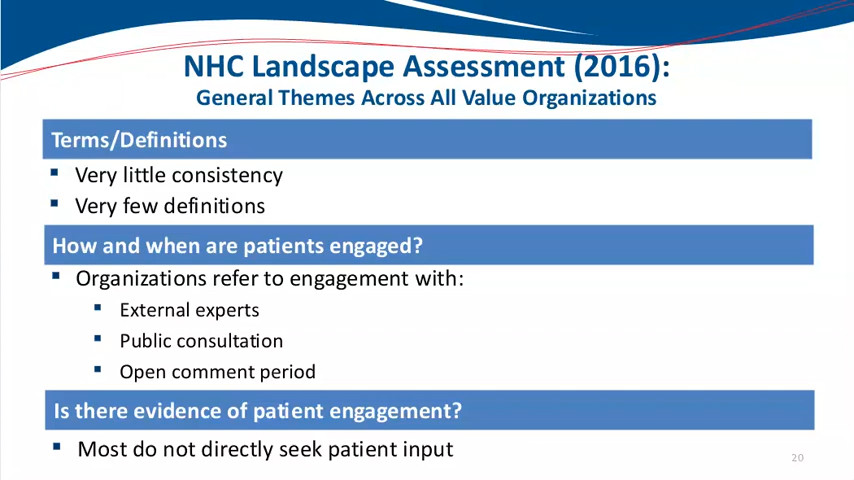 NHC Landscape Assessment (2016):
General Themes Across All Value Organizations
Terms/Definitions
▪ Very little consistency
▪ Very few definitions
How and when are patients engaged?
▪ Organizations refer to engagement with:
▪ External experts
▪ Public consultation
▪ Open comment period
Is there evidence of patient engagement?
▪ Most do not directly seek patient input
20